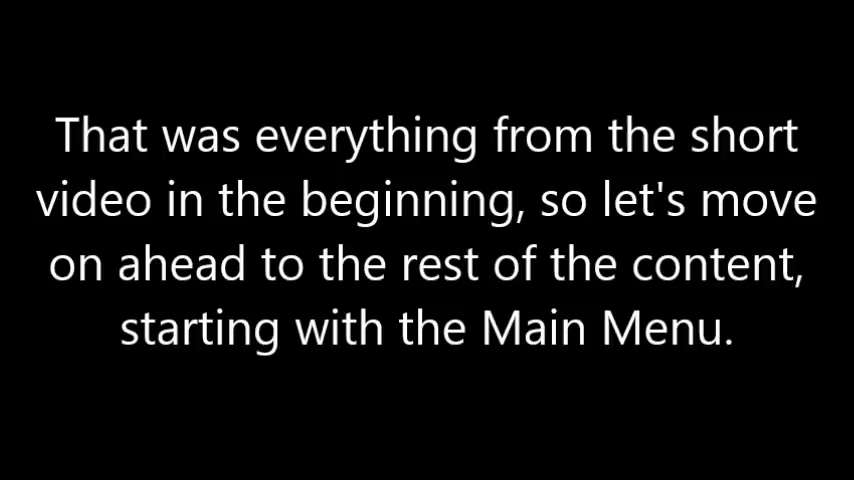 That was everything from the short
video in the beginning, so let's move
on ahead to the rest of the content,
starting with the Main Menu.